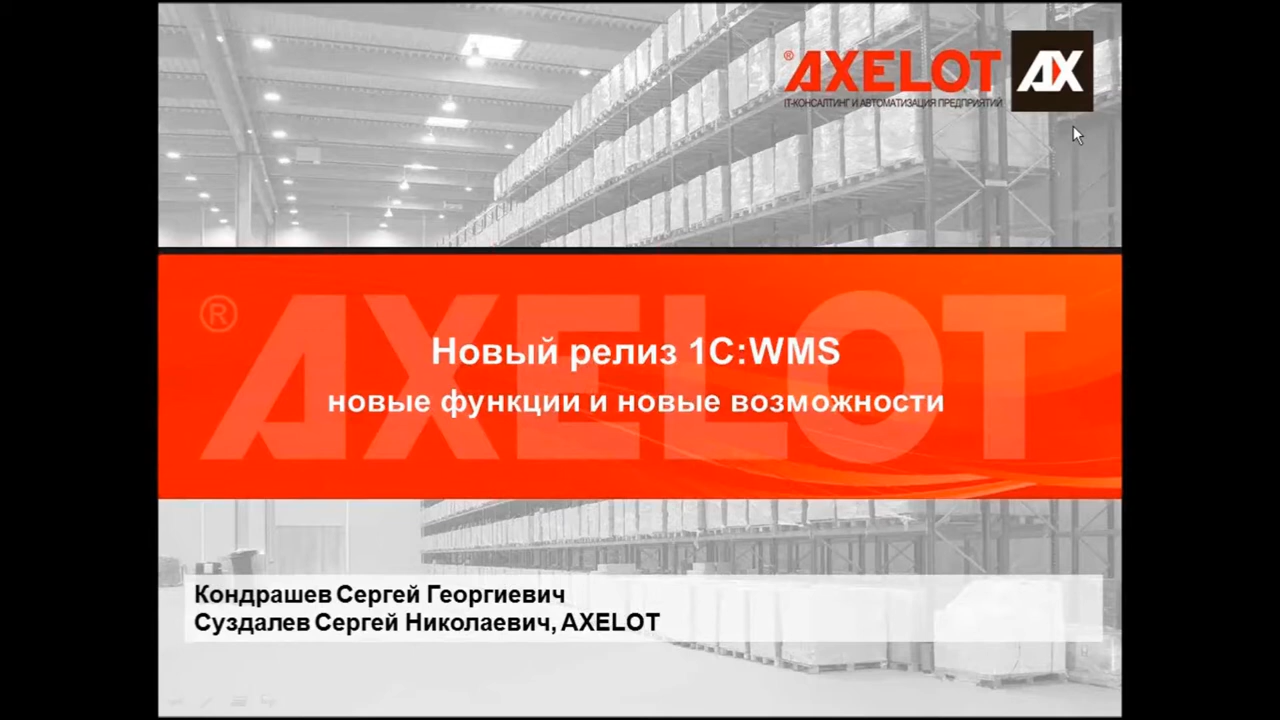 ® AXELOT
IT-КОНСАЛТИНГ И АВТОМАТИЗАЦИЯ ПРЕДПРИЯТИЙ
AX
® AXELOT
Новый релиз 1С:WMS
новые функции и новые возможности
Кондрашев Сергей Георгиевич
Суздалев Сергей Николаевич, AXELOT